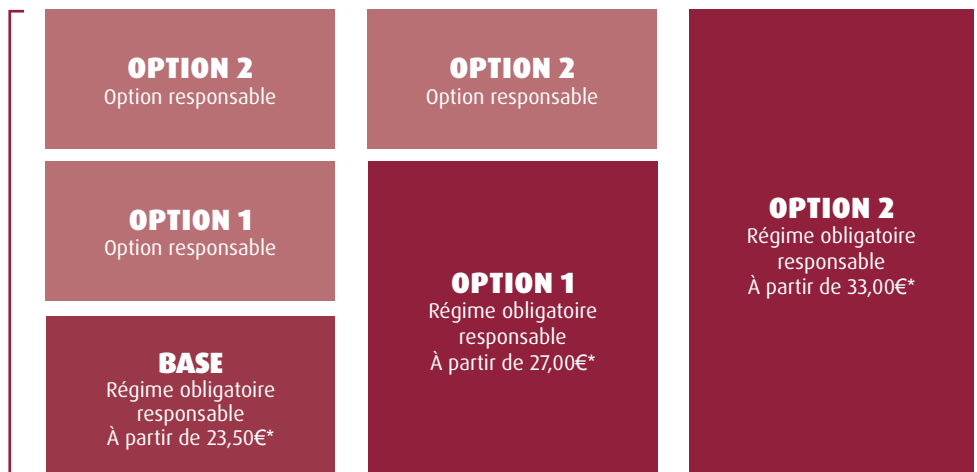 OPTION 2
Option responsable
OPTION 1
Option responsable
BASE
Régime obligatoire
responsable
À partir de 23,50€*
OPTION 2
Option responsable
OPTION 1
Régime obligatoire
responsable
À partir de 27,00€*
OPTION 2
Régime obligatoire
responsable
À partir de 33,00€*